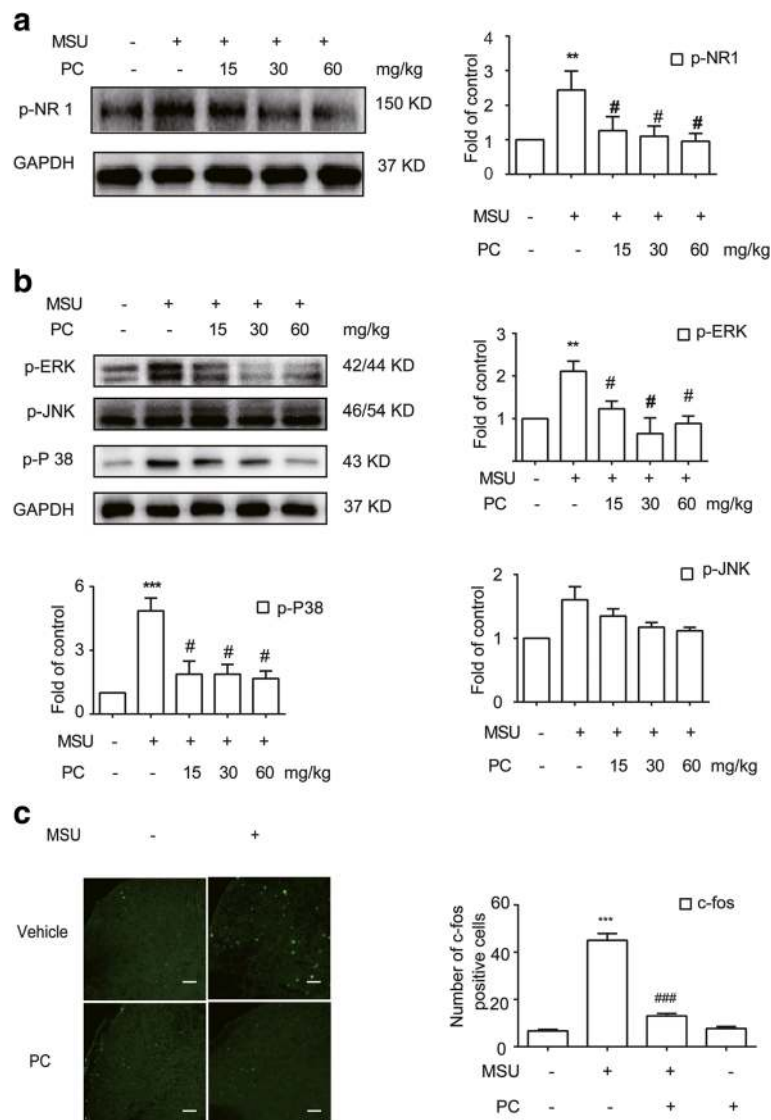 a
MSU - + + + +
PC - - 15 30 60 mg/kg
p-NR 1 150 KD
GAPDH 37 KD
Fold of control
4
3
2
1
0
**
#
#
#
p-NR1
MSU - + + + +
PC - - 15 30 60 mg/kg
b
MSU - + + + +
PC - - 15 30 60 mg/kg
p-ERK 42/44 KD
p-JNK 46/54 KD
p-P 38 43 KD
GAPDH 37 KD
Fold of control
3
2
1
0
**
#
#
#
p-ERK
MSU - + + + +
PC - - 15 30 60 mg/kg
Fold of control
6
3
0
***
#
#
#
p-P38
MSU - + + + +
PC - - 15 30 60 mg/kg
Fold of control
2
1
0
p-JNK
MSU - + + + +
PC - - 15 30 60 mg/kg
c
MSU - +
Vehicle
PC
Number of c-fos
positive cells
60
40
20
0
***
###
c-fos
MSU - + + -
PC - - + +